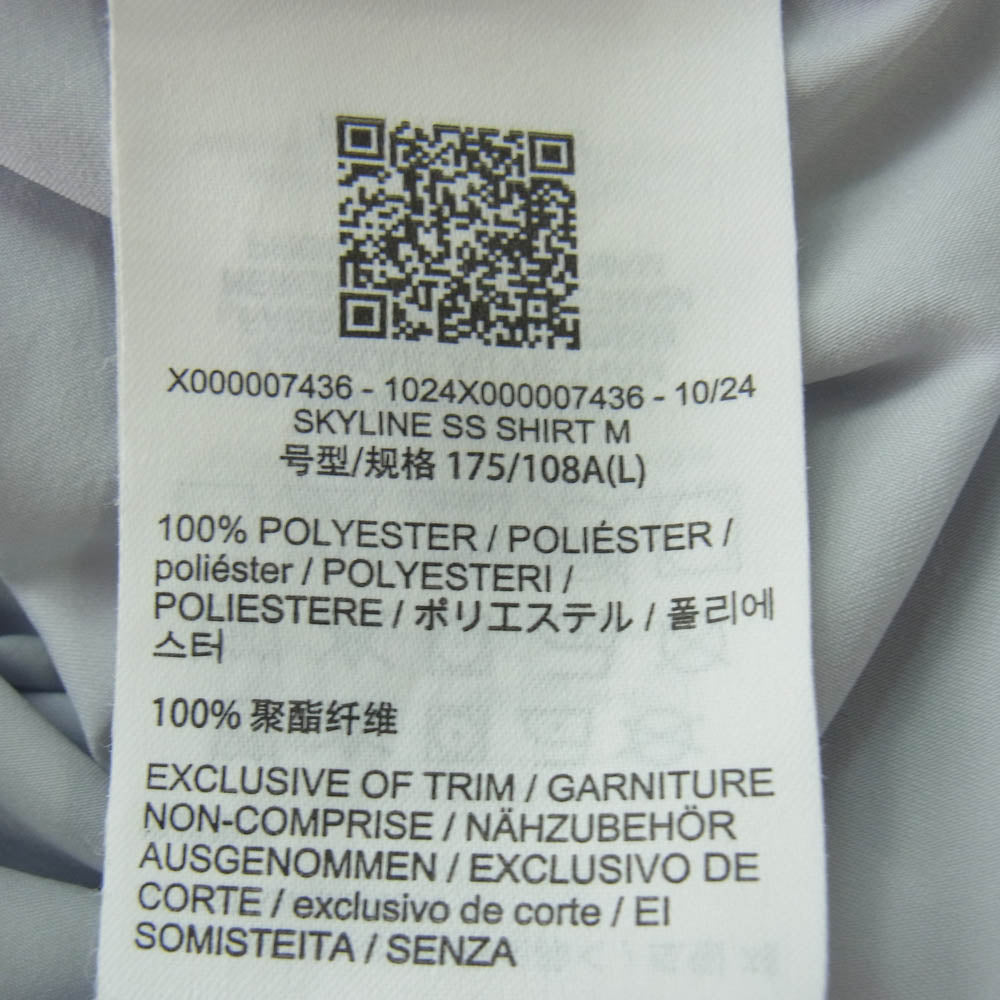 X000007436 - 1024X000007436 - 10/24
SKYLINE SS SHIRT M
号型/规格 175/108A(L)
100% POLYESTER / POLIÉSTER /
poliéster / POLYESTERI /
POLIESTERE / ポリエステル / 폴리에
스터
100% 聚酯纤维
EXCLUSIVE OF TRIM / GARNITURE
NON-COMPRISE / NÄHZUBEHÖR
AUSGENOMMEN / EXCLUSIVO DE
CORTE / exclusivo de corte / EI
SOMISTEITA / SENZA